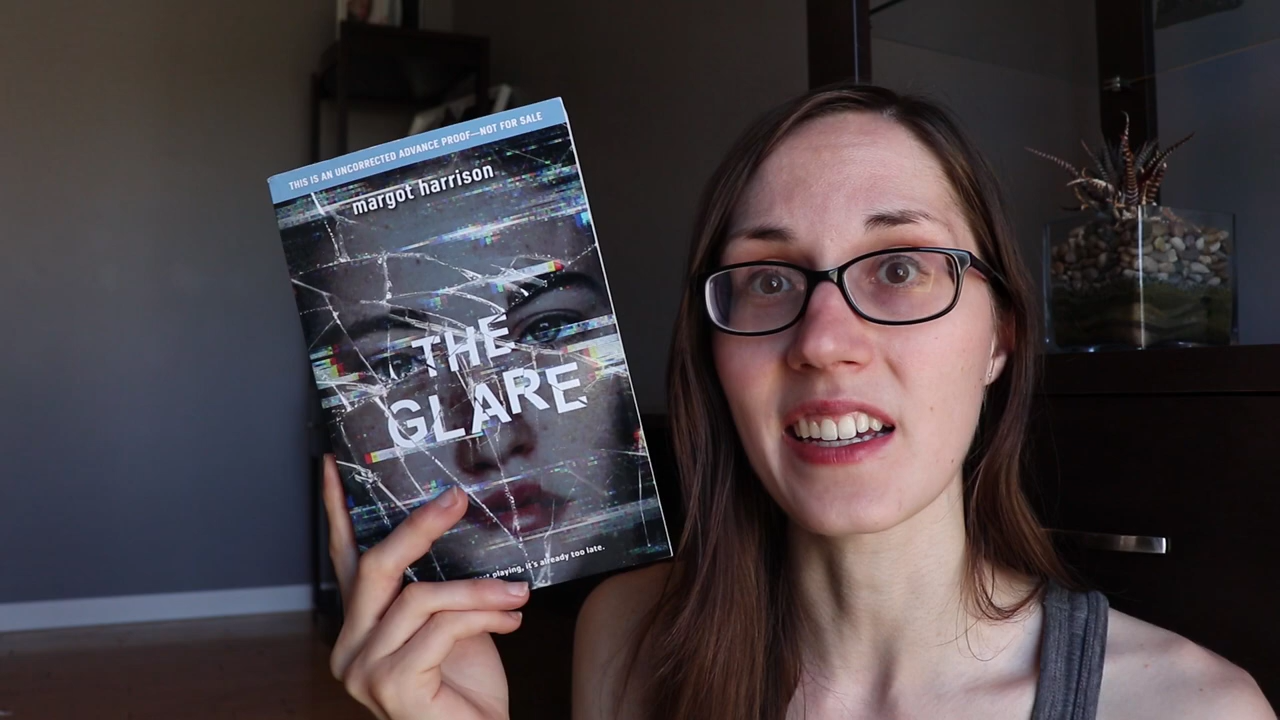 THIS IS AN UNCORRECTED ADVANCE PROOF—NOT FOR SALE
margot harrison
THE
GLARE
playing, it's already too late.